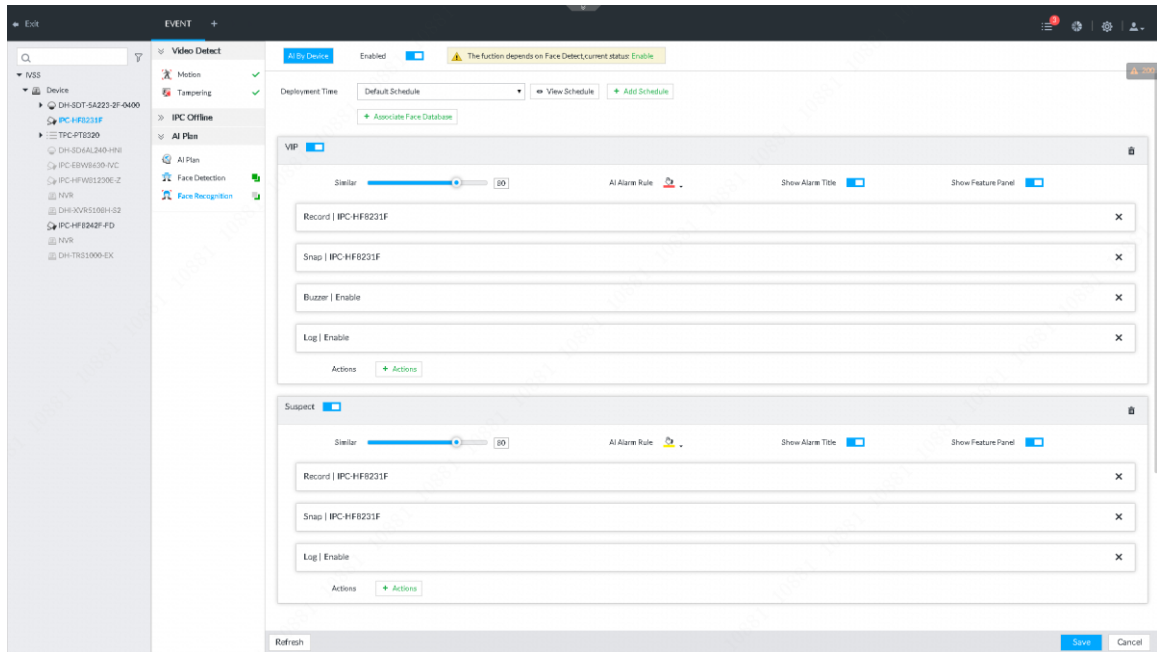 Exit
EVENT +
3
IVSS
Device
DH-SDT-5A223-2F-0400
IPC-HF8231F
TPC-PT8320
DH-SD6AL240-HNI
IPC-EBW8630-IVC
IPC-HFW81230E-Z
NVR
DHI-XVR5108H-S2
IPC-HF8242F-FD
NVR
DH-TRS1000-EX
Video Detect
Motion
Tampering
IPC Offline
AI Plan
AI Plan
Face Detection
Face Recognition
AI By Device Enabled The fuction depends on Face Detect,current status: Enable
Deployment Time Default Schedule View Schedule + Add Schedule
+ Associate Face Database
VIP
Similar 80 AI Alarm Rule Show Alarm Title Show Feature Panel
Record | IPC-HF8231F
Snap | IPC-HF8231F
Buzzer | Enable
Log | Enable
Actions + Actions
Suspect
Similar 80 AI Alarm Rule Show Alarm Title Show Feature Panel
Record | IPC-HF8231F
Snap | IPC-HF8231F
Log | Enable
Actions + Actions
Refresh Save Cancel